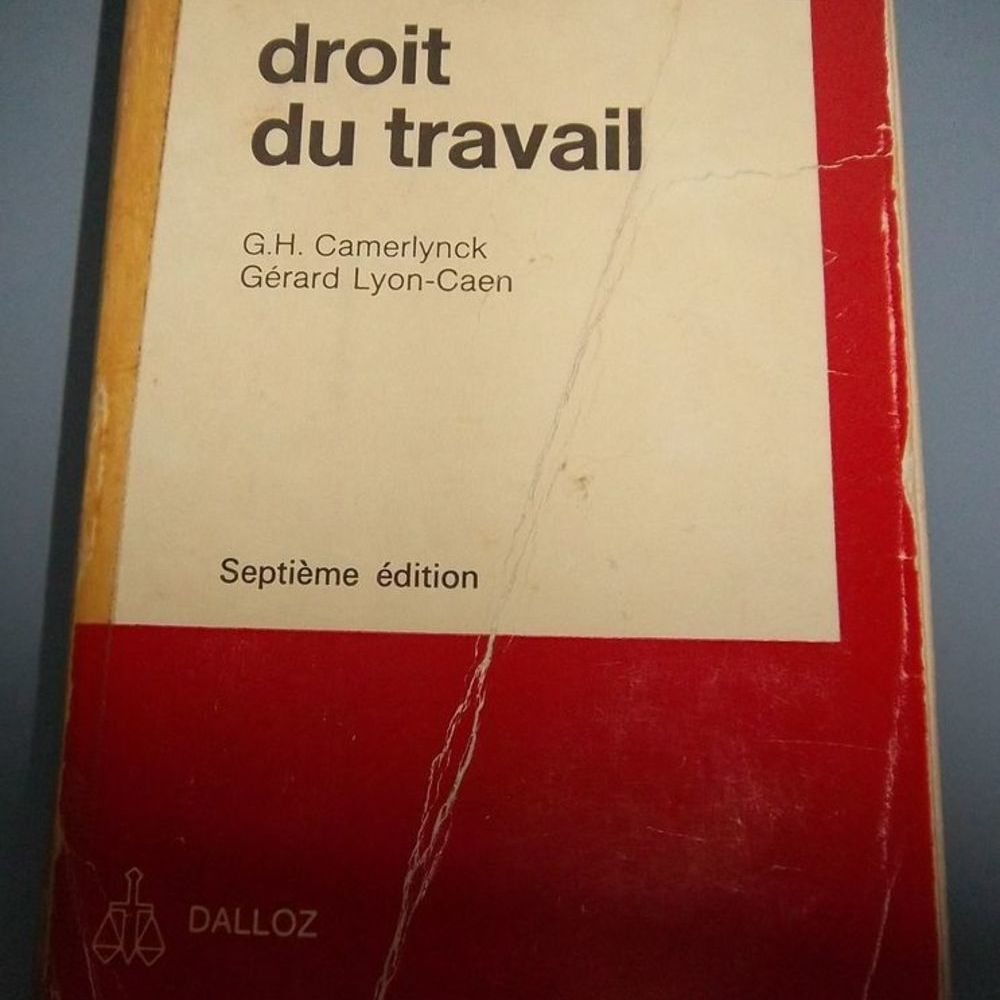 droit
du travail
G.H. Camerlynck
Gérard Lyon-Caen
Septième édition
DALLOZ